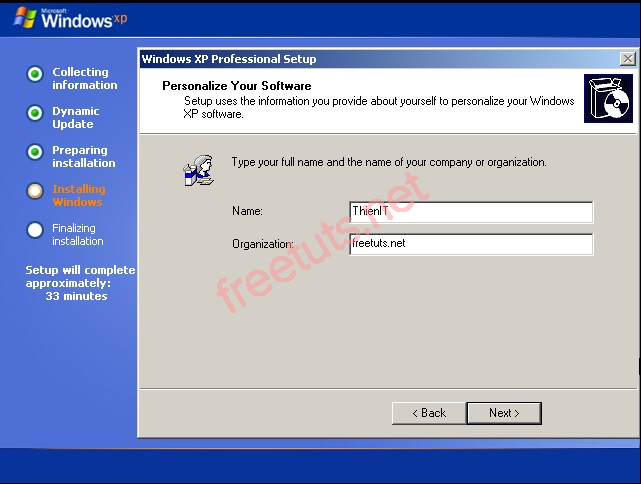 Microsoft
Windows xp
Collecting
information
Dynamic
Update
Preparing
installation
Installing
Windows
Finalizing
installation
Setup will complete
approximately:
33 minutes
Windows XP Professional Setup
Personalize Your Software
Setup uses the information you provide about yourself to personalize your Windows
XP software.
Type your full name and the name of your company or organization.
Name:
ThienIT
Organization:
freetuts.net
freetuts.net
< Back
Next >